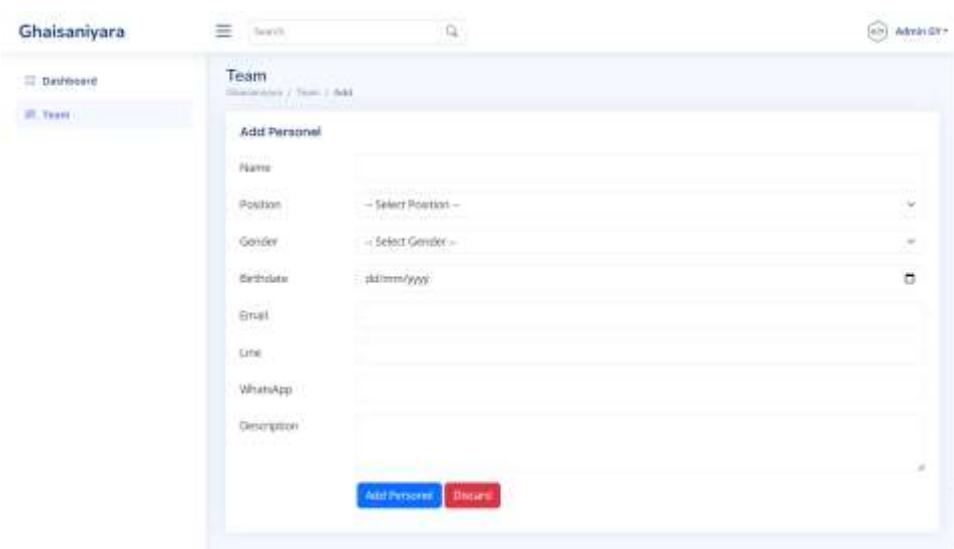 Ghaisaniyara
Search
Admin GY
Dashboard
Team
Team
Ghaisaniyara / Team / Add
Add Personel
Name
Position
-- Select Position --
Gender
-- Select Gender --
Birthdate
dd/mm/yyyy
Email
Line
WhatsApp
Description
Add Personel
Discard